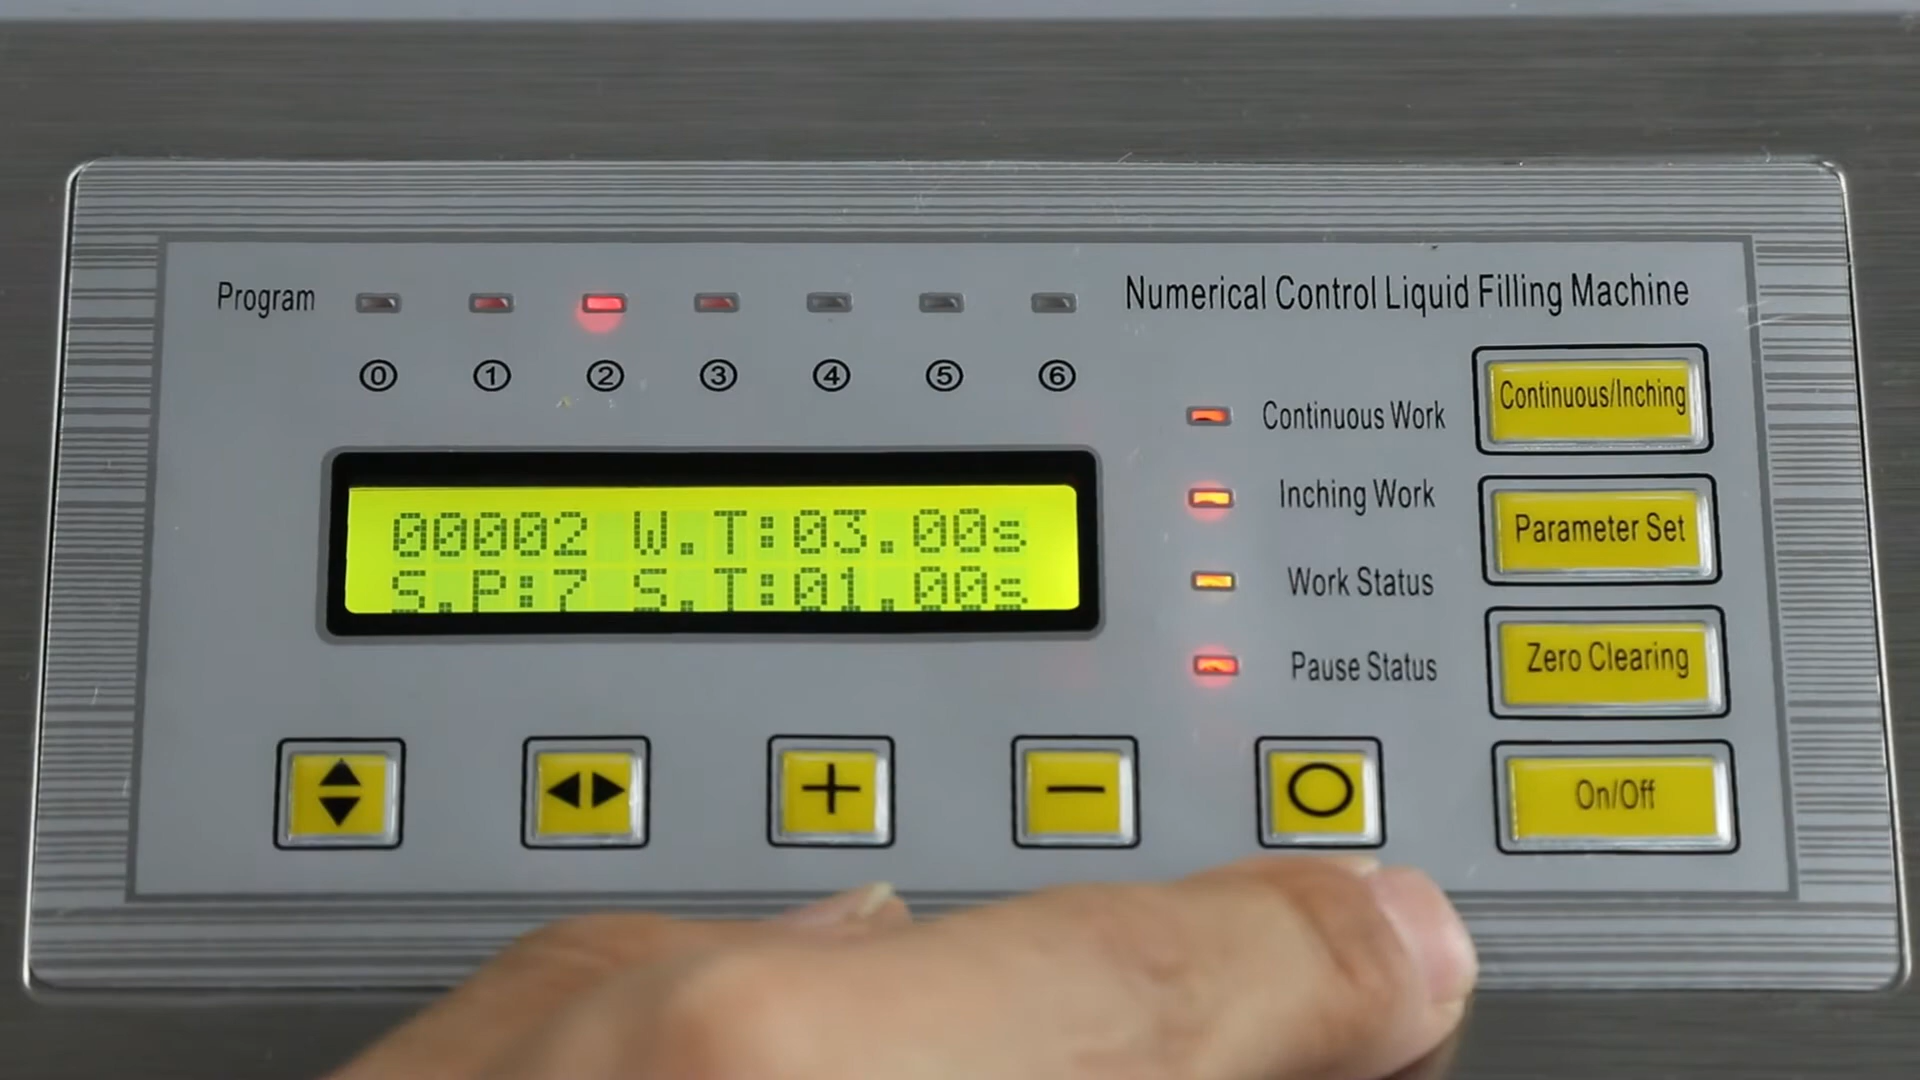 Program
Numerical Control Liquid Filling Machine
0 1 2 3 4 5 6
Continuous Work
Continuous/Inching
00002 W.T:03.00s
S.P:7 S.T:01.00s
Inching Work
Parameter Set
Work Status
Zero Clearing
Pause Status
On/Off